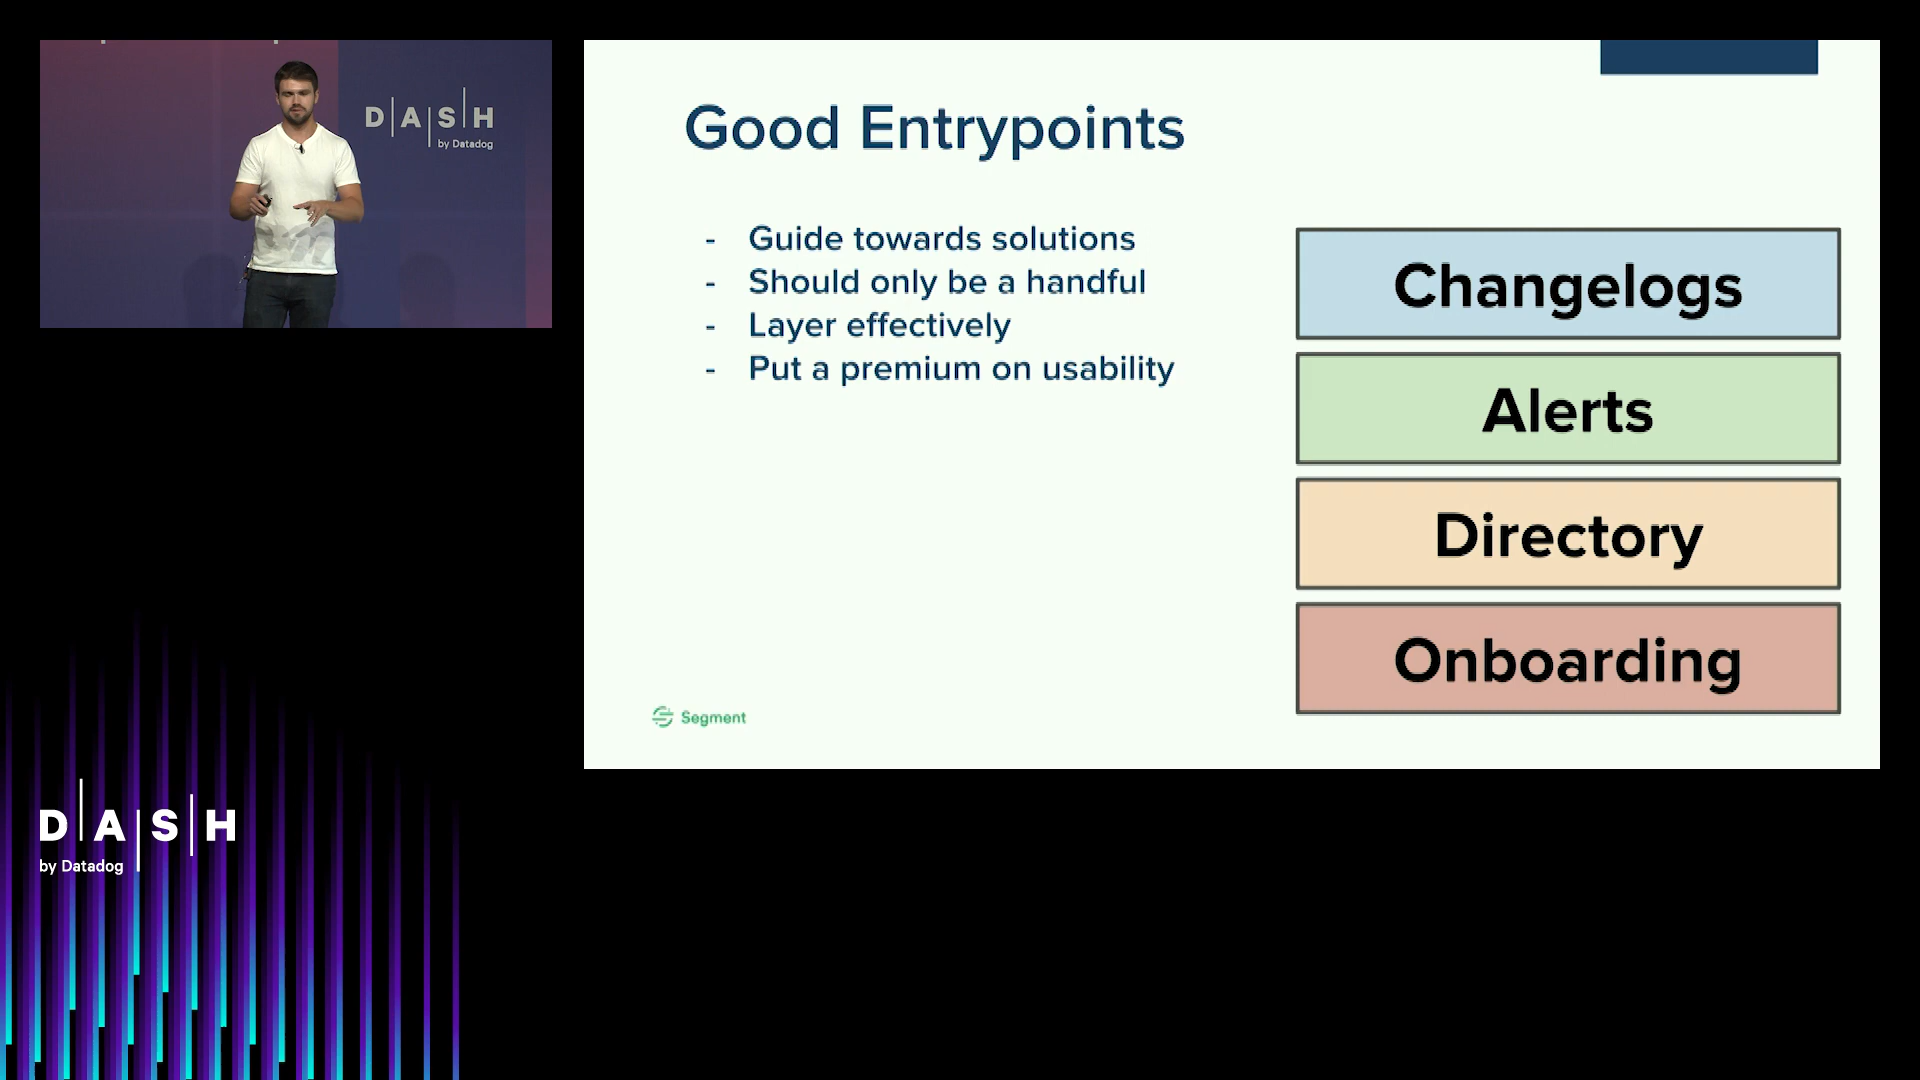 D A S H
by Datadog
Good Entrypoints
- Guide towards solutions
- Should only be a handful
- Layer effectively
- Put a premium on usability
Changelogs
Alerts
Directory
Onboarding
Segment
D A S H
by Datadog